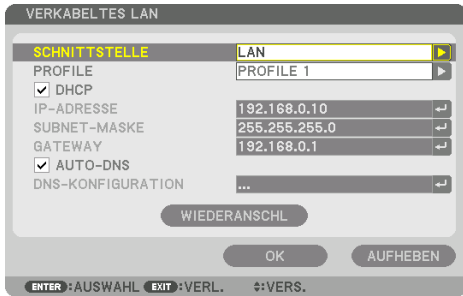 VERKABELTES LAN
SCHNITTSTELLE LAN
PROFILE PROFILE 1
DHCP
IP-ADRESSE 192.168.0.10
SUBNET-MASKE 255.255.255.0
GATEWAY 192.168.0.1
AUTO-DNS
DNS-KONFIGURATION ...
WIEDERANSCHL
OK AUFHEBEN
ENTER :AUSWAHL EXIT :VERL. :VERS.